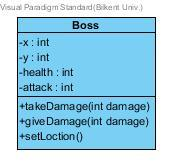 Visual Paradigm Standard(Bilkent Univ.)
Boss
-x : int
-y : int
-health : int
-attack : int
+takeDamage(int damage)
+giveDamage(int damage)
+setLoction()